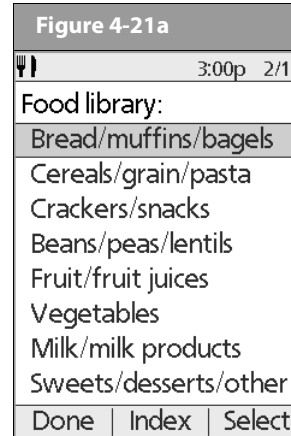 Figure 4-21a
3:00p 2/1
Food library:
Bread/muffins/bagels
Cereals/grain/pasta
Crackers/snacks
Beans/peas/lentils
Fruit/fruit juices
Vegetables
Milk/milk products
Sweets/desserts/other
Done | Index | Select